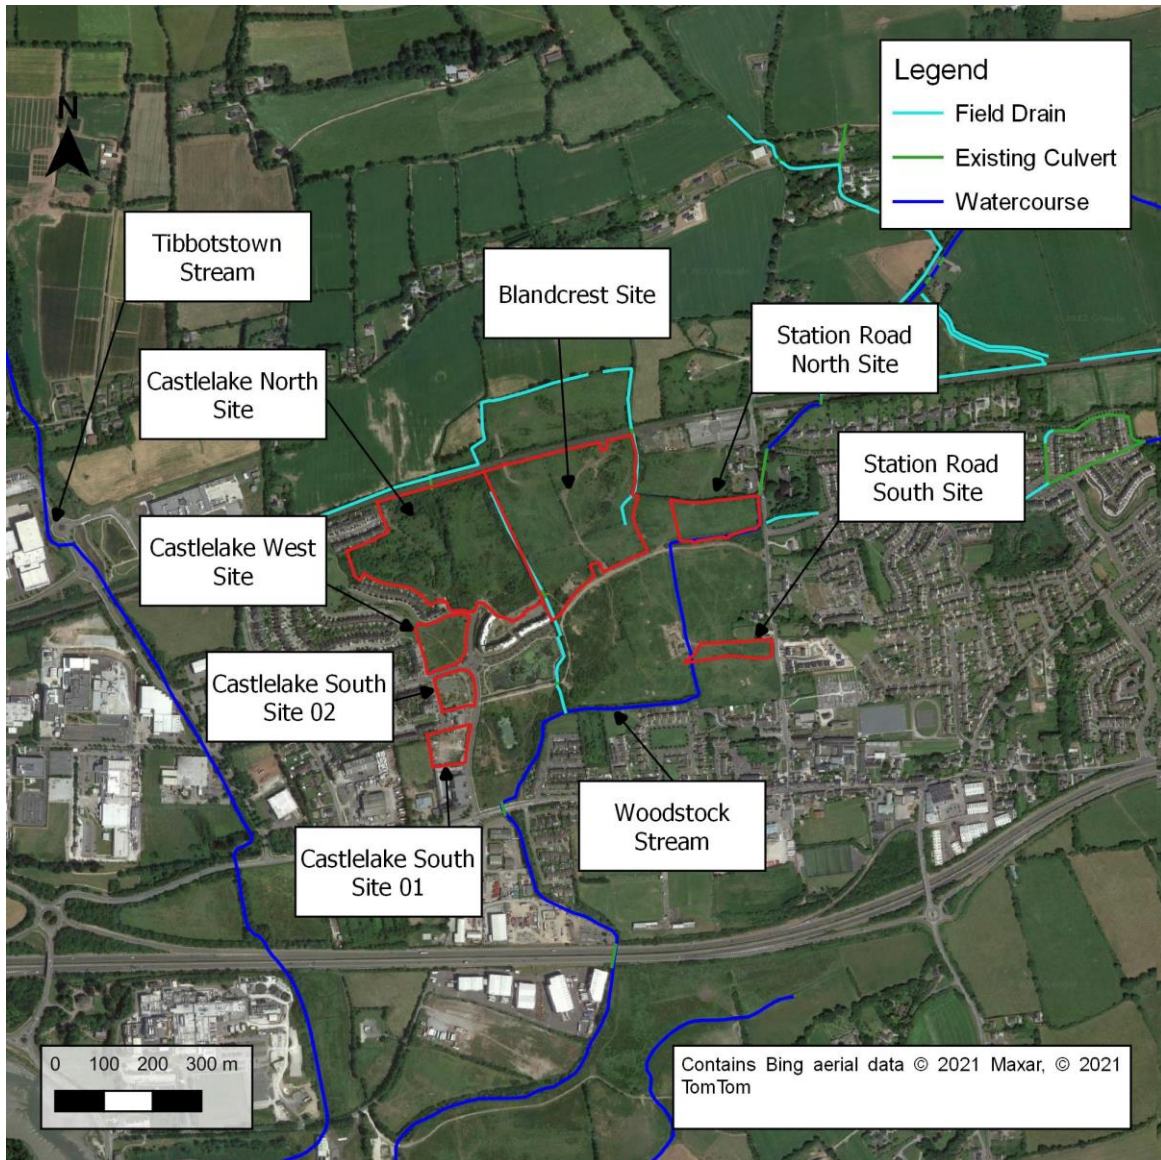 Legend
Field Drain
Existing Culvert
Watercourse
N
Tibbotstown
Stream
Blandcrest Site
Station Road
North Site
Castlelake North
Site
Station Road
South Site
Castlelake West
Site
Castlelake South
Site 02
Woodstock
Stream
Castlelake South
Site 01
0 100 200 300 m
Contains Bing aerial data © 2021 Maxar, © 2021
TomTom